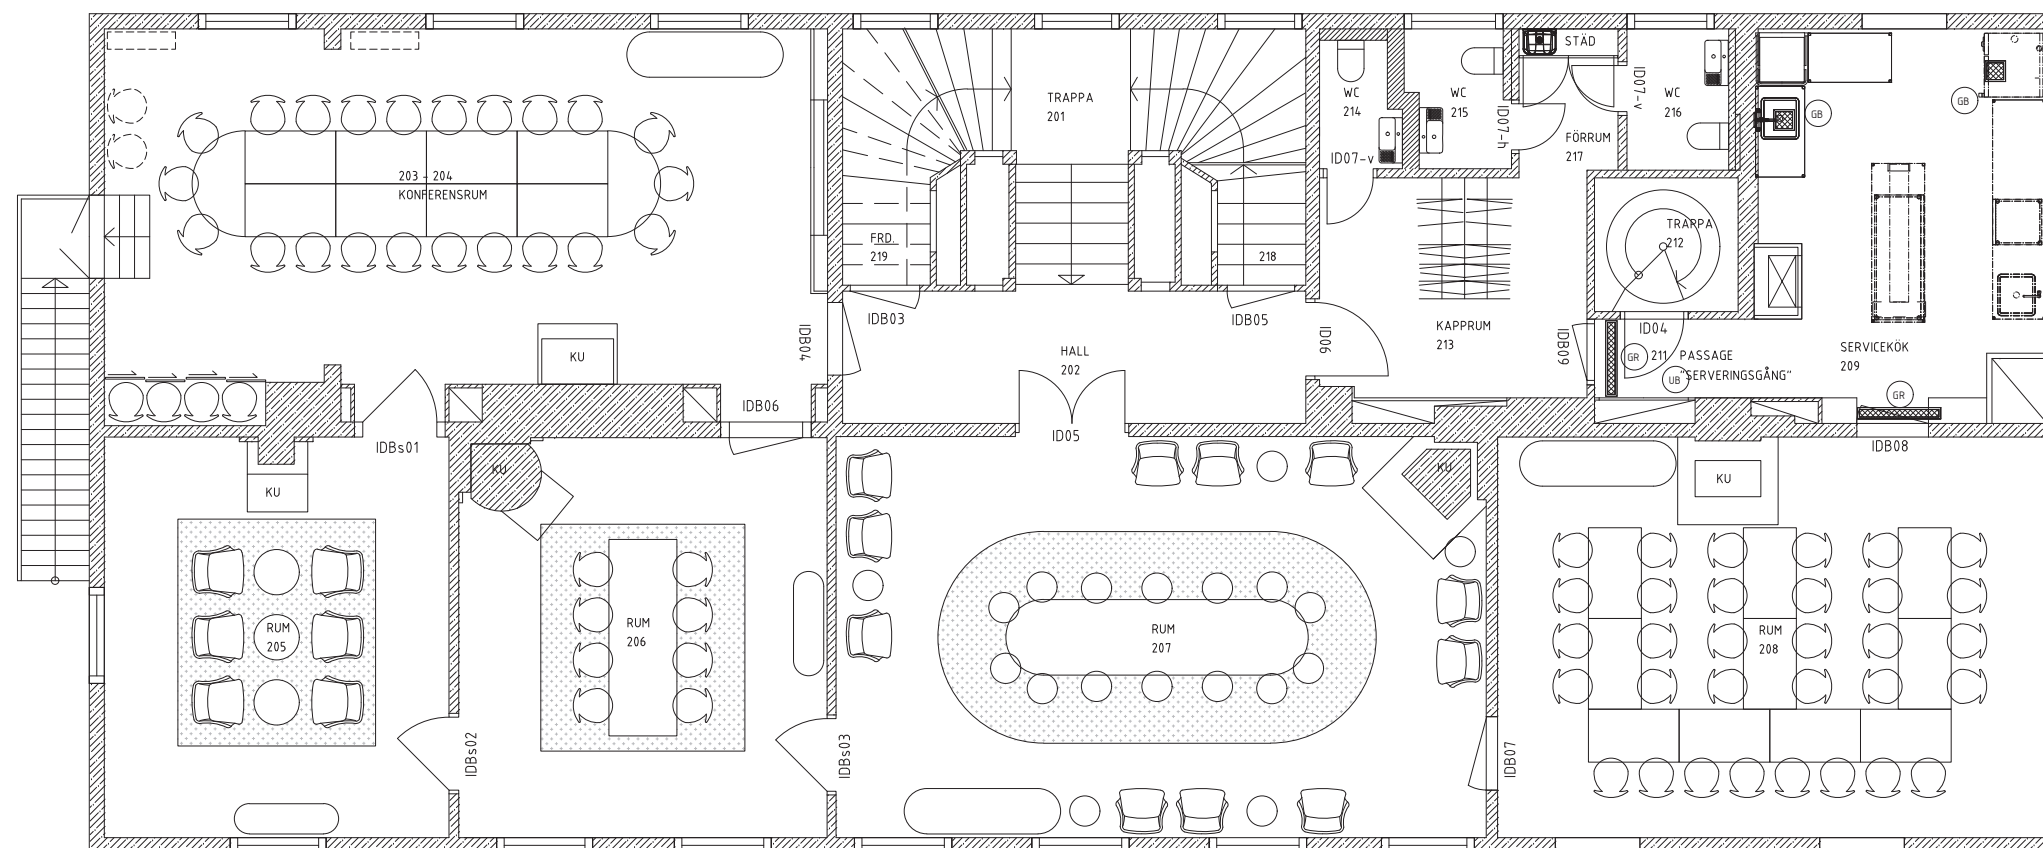 STÄD
TRAPPA
201
WC
214
WC
215
ID07-h
ID07-v
WC
216
GB
GB
FÖRRUM
217
ID07-v
203 - 204
KONFERENSRUM
TRAPPA
212
FRD.
219
218
IDB03
IDB05
IDB04
ID06
KAPPRUM
213
IDB09
ID04
GR
211
PASSAGE
"SERVERINGSGÅNG"
UB
SERVICEKÖK
209
GR
KU
HALL
202
IDB06
ID05
IDBs01
IDB08
KU
KU
KU
KU
RUM
205
RUM
206
RUM
207
RUM
208
IDBs02
IDBs03
IDB07